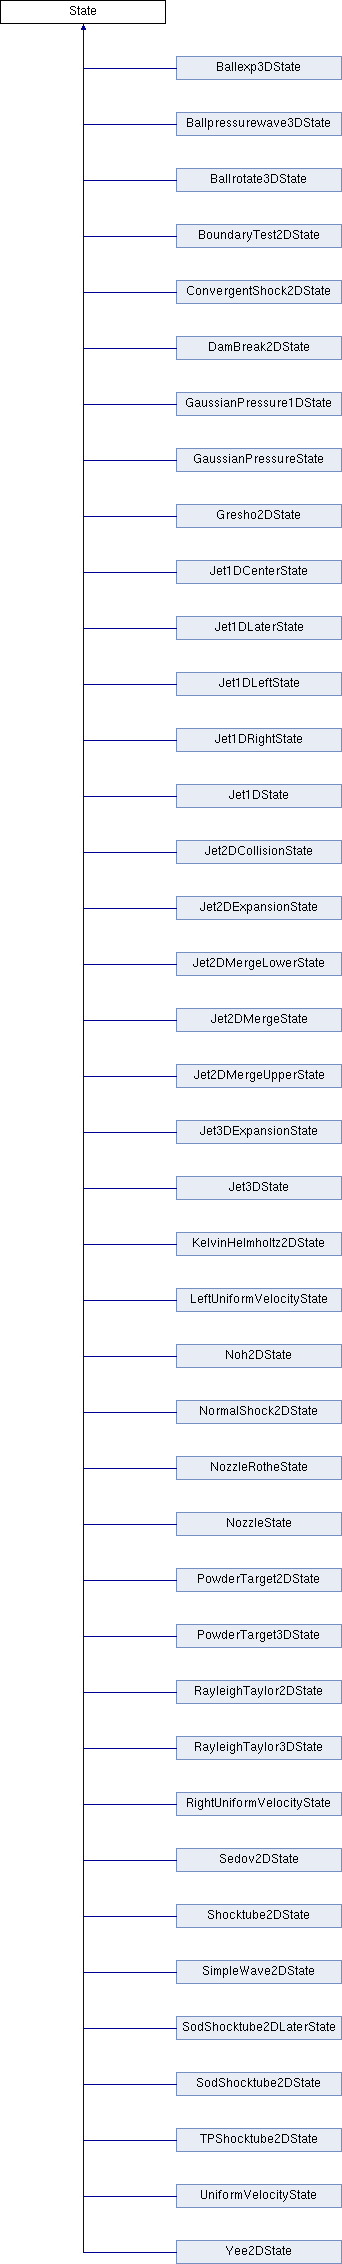 State
Ballexp3DState
Ballpressurewave3DState
Ballrotate3DState
BoundaryTest2DState
ConvergentShock2DState
DamBreak2DState
GaussianPressure1DState
GaussianPressureState
Gresho2DState
Jet1DCenterState
Jet1DLaterState
Jet1DLeftState
Jet1DRightState
Jet1DState
Jet2DCollisionState
Jet2DExpansionState
Jet2DMergeLowerState
Jet2DMergeState
Jet2DMergeUpperState
Jet3DExpansionState
Jet3DState
KelvinHelmholtz2DState
LeftUniformVelocityState
Noh2DState
NormalShock2DState
NozzleRotheState
NozzleState
PowderTarget2DState
PowderTarget3DState
RayleighTaylor2DState
RayleighTaylor3DState
RightUniformVelocityState
Sedov2DState
Shocktube2DState
SimpleWave2DState
SodShocktube2DLaterState
SodShocktube2DState
TPShocktube2DState
UniformVelocityState
Yee2DState